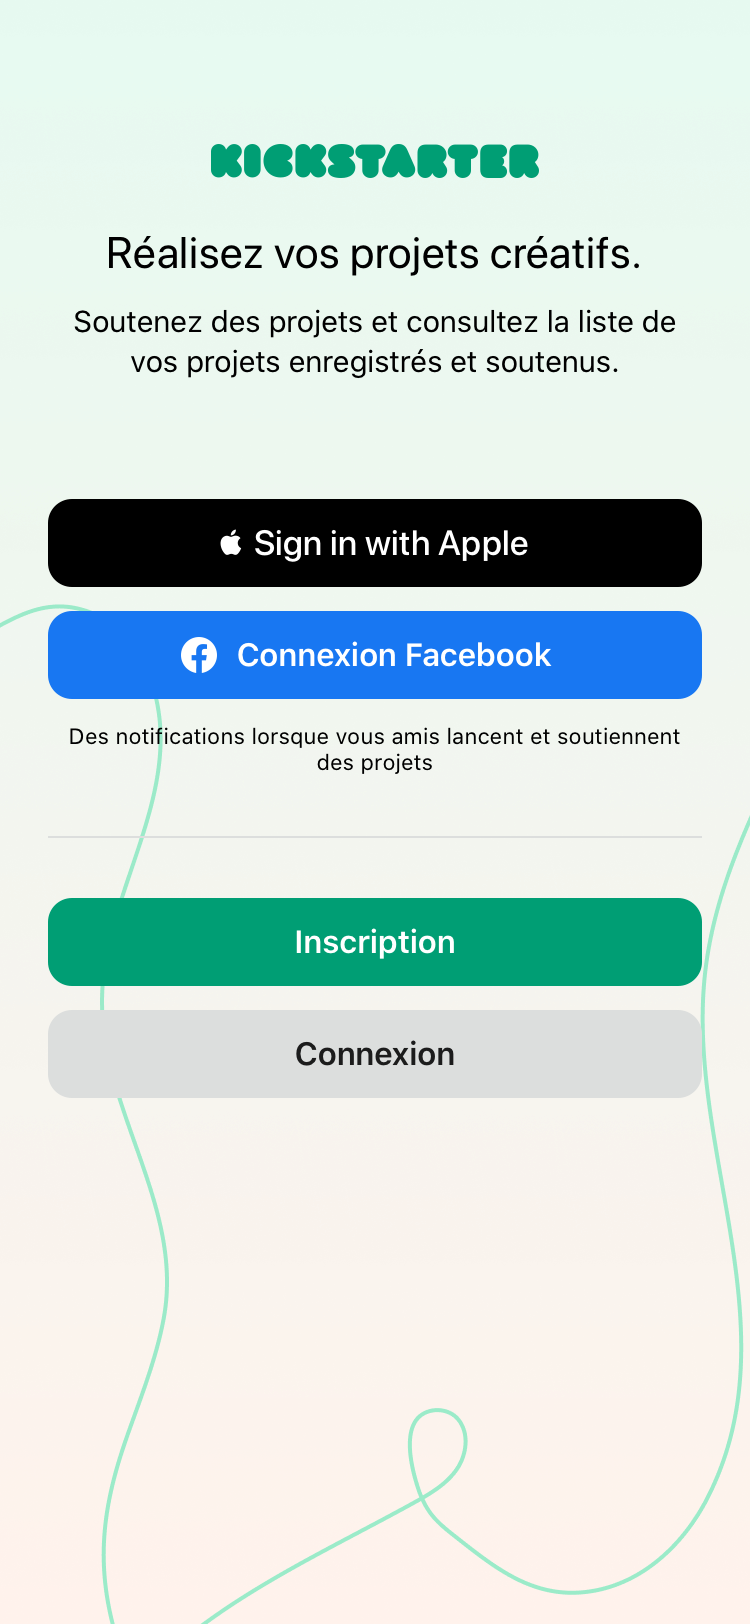 KICKSTARTER
Réalisez vos projets créatifs.
Soutenez des projets et consultez la liste de
vos projets enregistrés et soutenus.
Sign in with Apple
Connexion Facebook
Des notifications lorsque vous amis lancent et soutiennent
des projets
Inscription
Connexion